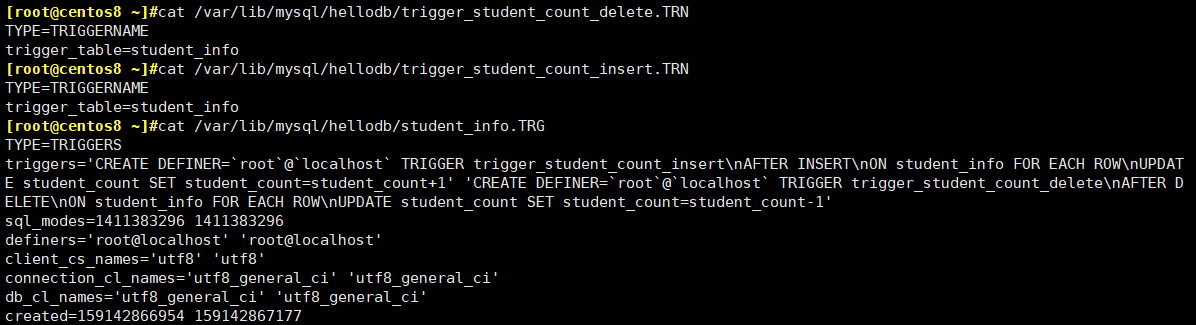 [root@centos8 ~]#cat /var/lib/mysql/hellodb/trigger_student_count_delete.TRN
TYPE=TRIGGERNAME
trigger_table=student_info
[root@centos8 ~]#cat /var/lib/mysql/hellodb/trigger_student_count_insert.TRN
TYPE=TRIGGERNAME
trigger_table=student_info
[root@centos8 ~]#cat /var/lib/mysql/hellodb/student_info.TRG
TYPE=TRIGGERS
triggers='CREATE DEFINER=`root`@`localhost` TRIGGER trigger_student_count_insert\nAFTER INSERT\nON student_info FOR EACH ROW\nUPDAT
E student_count SET student_count=student_count+1' 'CREATE DEFINER=`root`@`localhost` TRIGGER trigger_student_count_delete\nAFTER D
ELETE\nON student_info FOR EACH ROW\nUPDATE student_count SET student_count=student_count-1'
sql_modes=1411383296 1411383296
definers='root@localhost' 'root@localhost'
client_cs_names='utf8' 'utf8'
connection_cl_names='utf8_general_ci' 'utf8_general_ci'
db_cl_names='utf8_general_ci' 'utf8_general_ci'
created=159142866954 159142867177